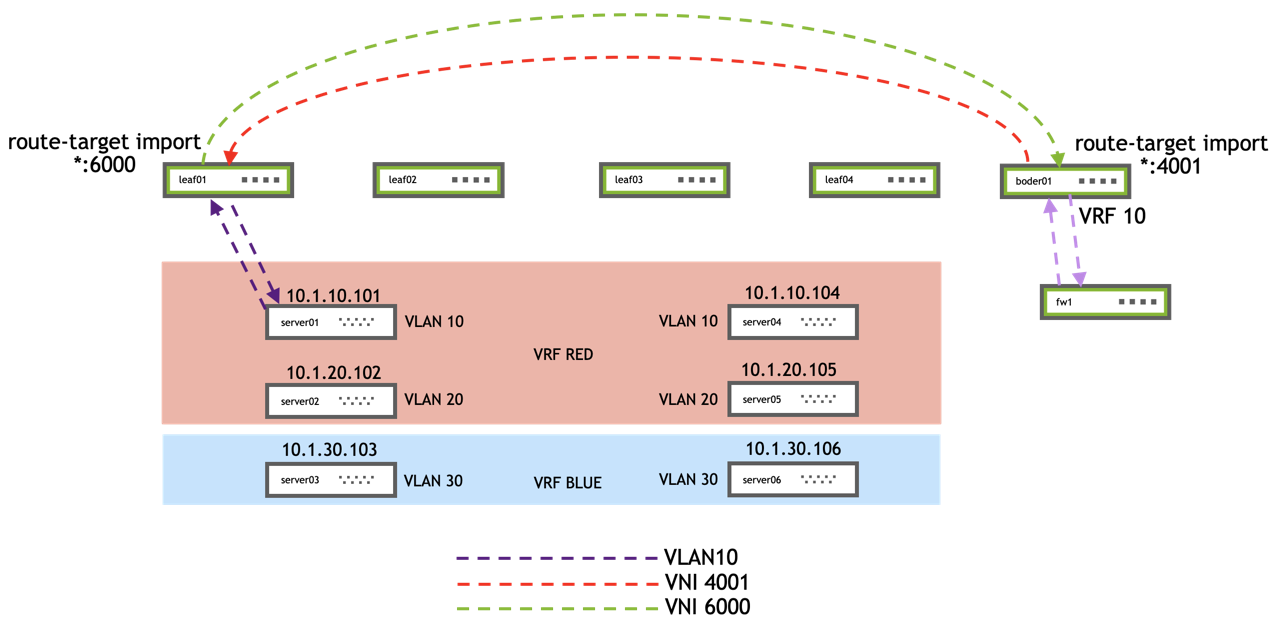 route-target import
*:6000
route-target import
*:4001
leaf01
leaf02
leaf03
leaf04
boder01
VRF 10
fw1
10.1.10.101
server01
VLAN 10
10.1.10.104
VLAN 10
server04
VRF RED
10.1.20.102
server02
VLAN 20
10.1.20.105
VLAN 20
server05
10.1.30.103
server03
VLAN 30
VRF BLUE
10.1.30.106
VLAN 30
server06
VLAN10
VNI 4001
VNI 6000